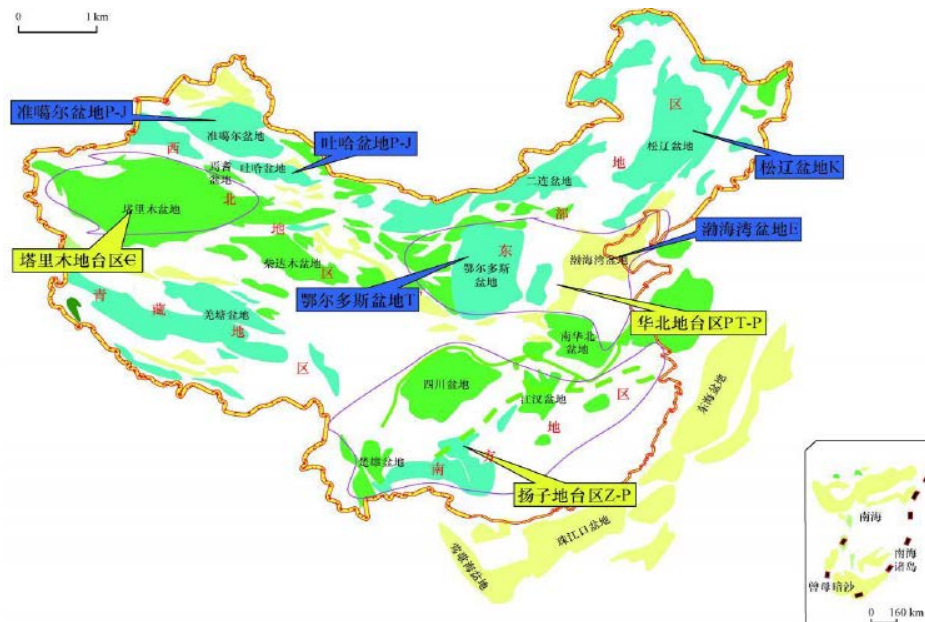 0 1 km
准噶尔盆地P-J
准噶尔盆地
吐哈盆地P-J
西
焉耆
盆地
吐哈盆地
北
塔里木盆地
地
塔里木地台区Є
柴达木盆地
区
区
松辽盆地
松辽盆地K
地
二连盆地
部
东
渤海湾盆地E
渤海湾盆地
鄂尔多斯
盆地
鄂尔多斯盆地T
华北地台区PT-P
青
藏
羌塘盆地
地
区
南华北
盆地
四川盆地
江汉盆地
区
地
东海盆地
楚雄盆地
南
方
扬子地台区Z-P
珠江口盆地
莺歌海盆地
南海
南海
诸岛
曾母暗沙
0 160 km